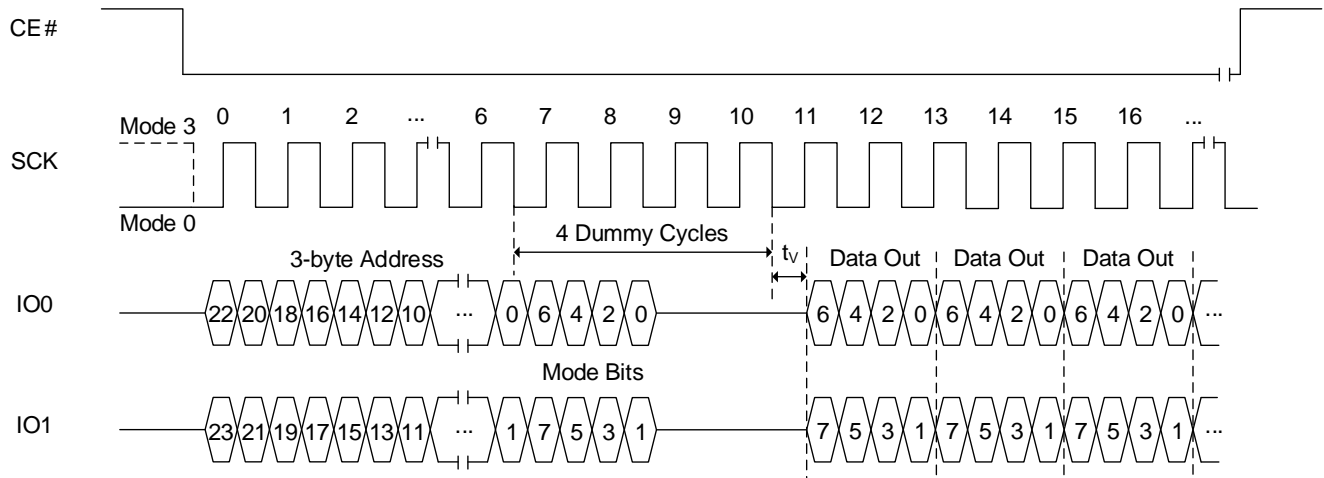 CE#
0 1 2 ... 6 7 8 9 10 11 12 13 14 15 16 ...
Mode 3
SCK
Mode 0
4 Dummy Cycles
3-byte Address
tV
Data Out Data Out Data Out
IO0
22 20 18 16 14 12 10 ... 0 6 4 2 0 6 4 2 0 6 4 2 0 6 4 2 0 ...
Mode Bits
IO1
23 21 19 17 15 13 11 ... 1 7 5 3 1 7 5 3 1 7 5 3 1 7 5 3 1 ...